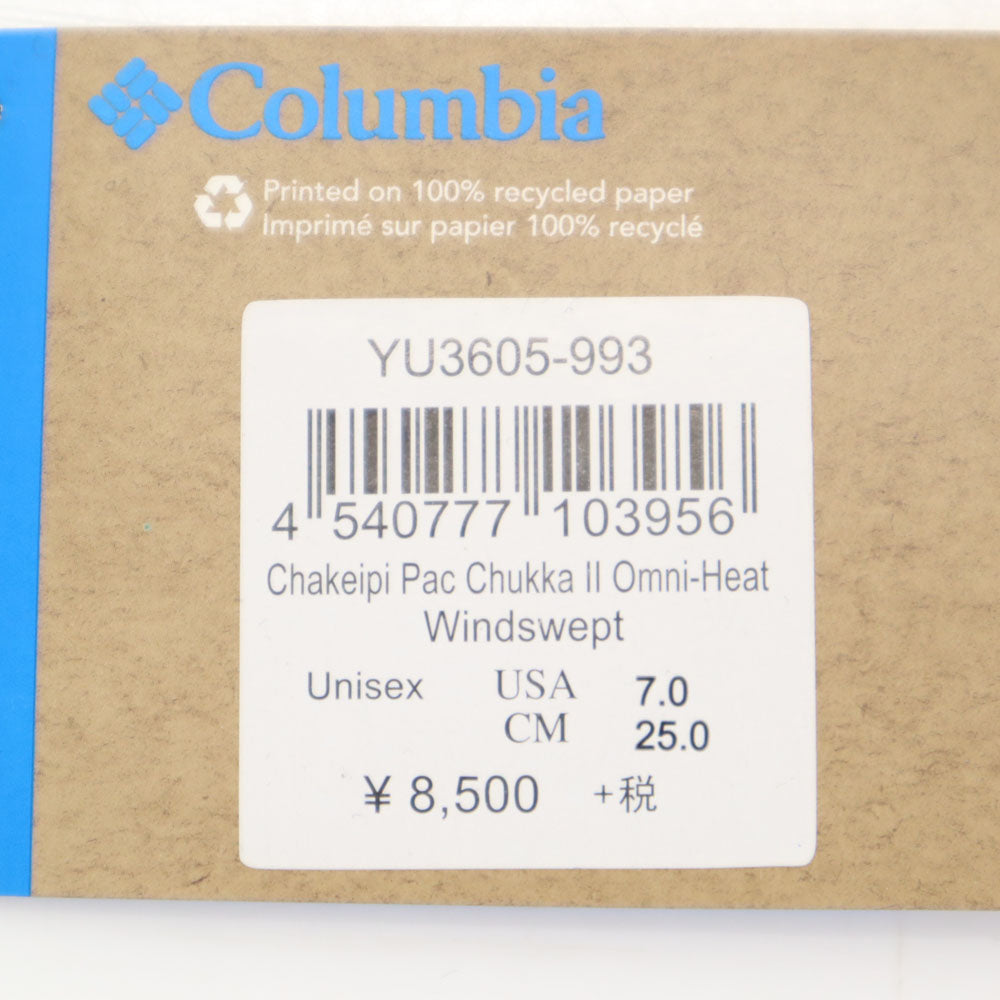 Columbia
Printed on 100% recycled paper
Imprimé sur papier 100% recyclé
YU3605-993
4 540777 103956
Chakeipi Pac Chukka II Omni-Heat
Windswept
Unisex USA 7.0
CM 25.0
¥ 8,500 +税